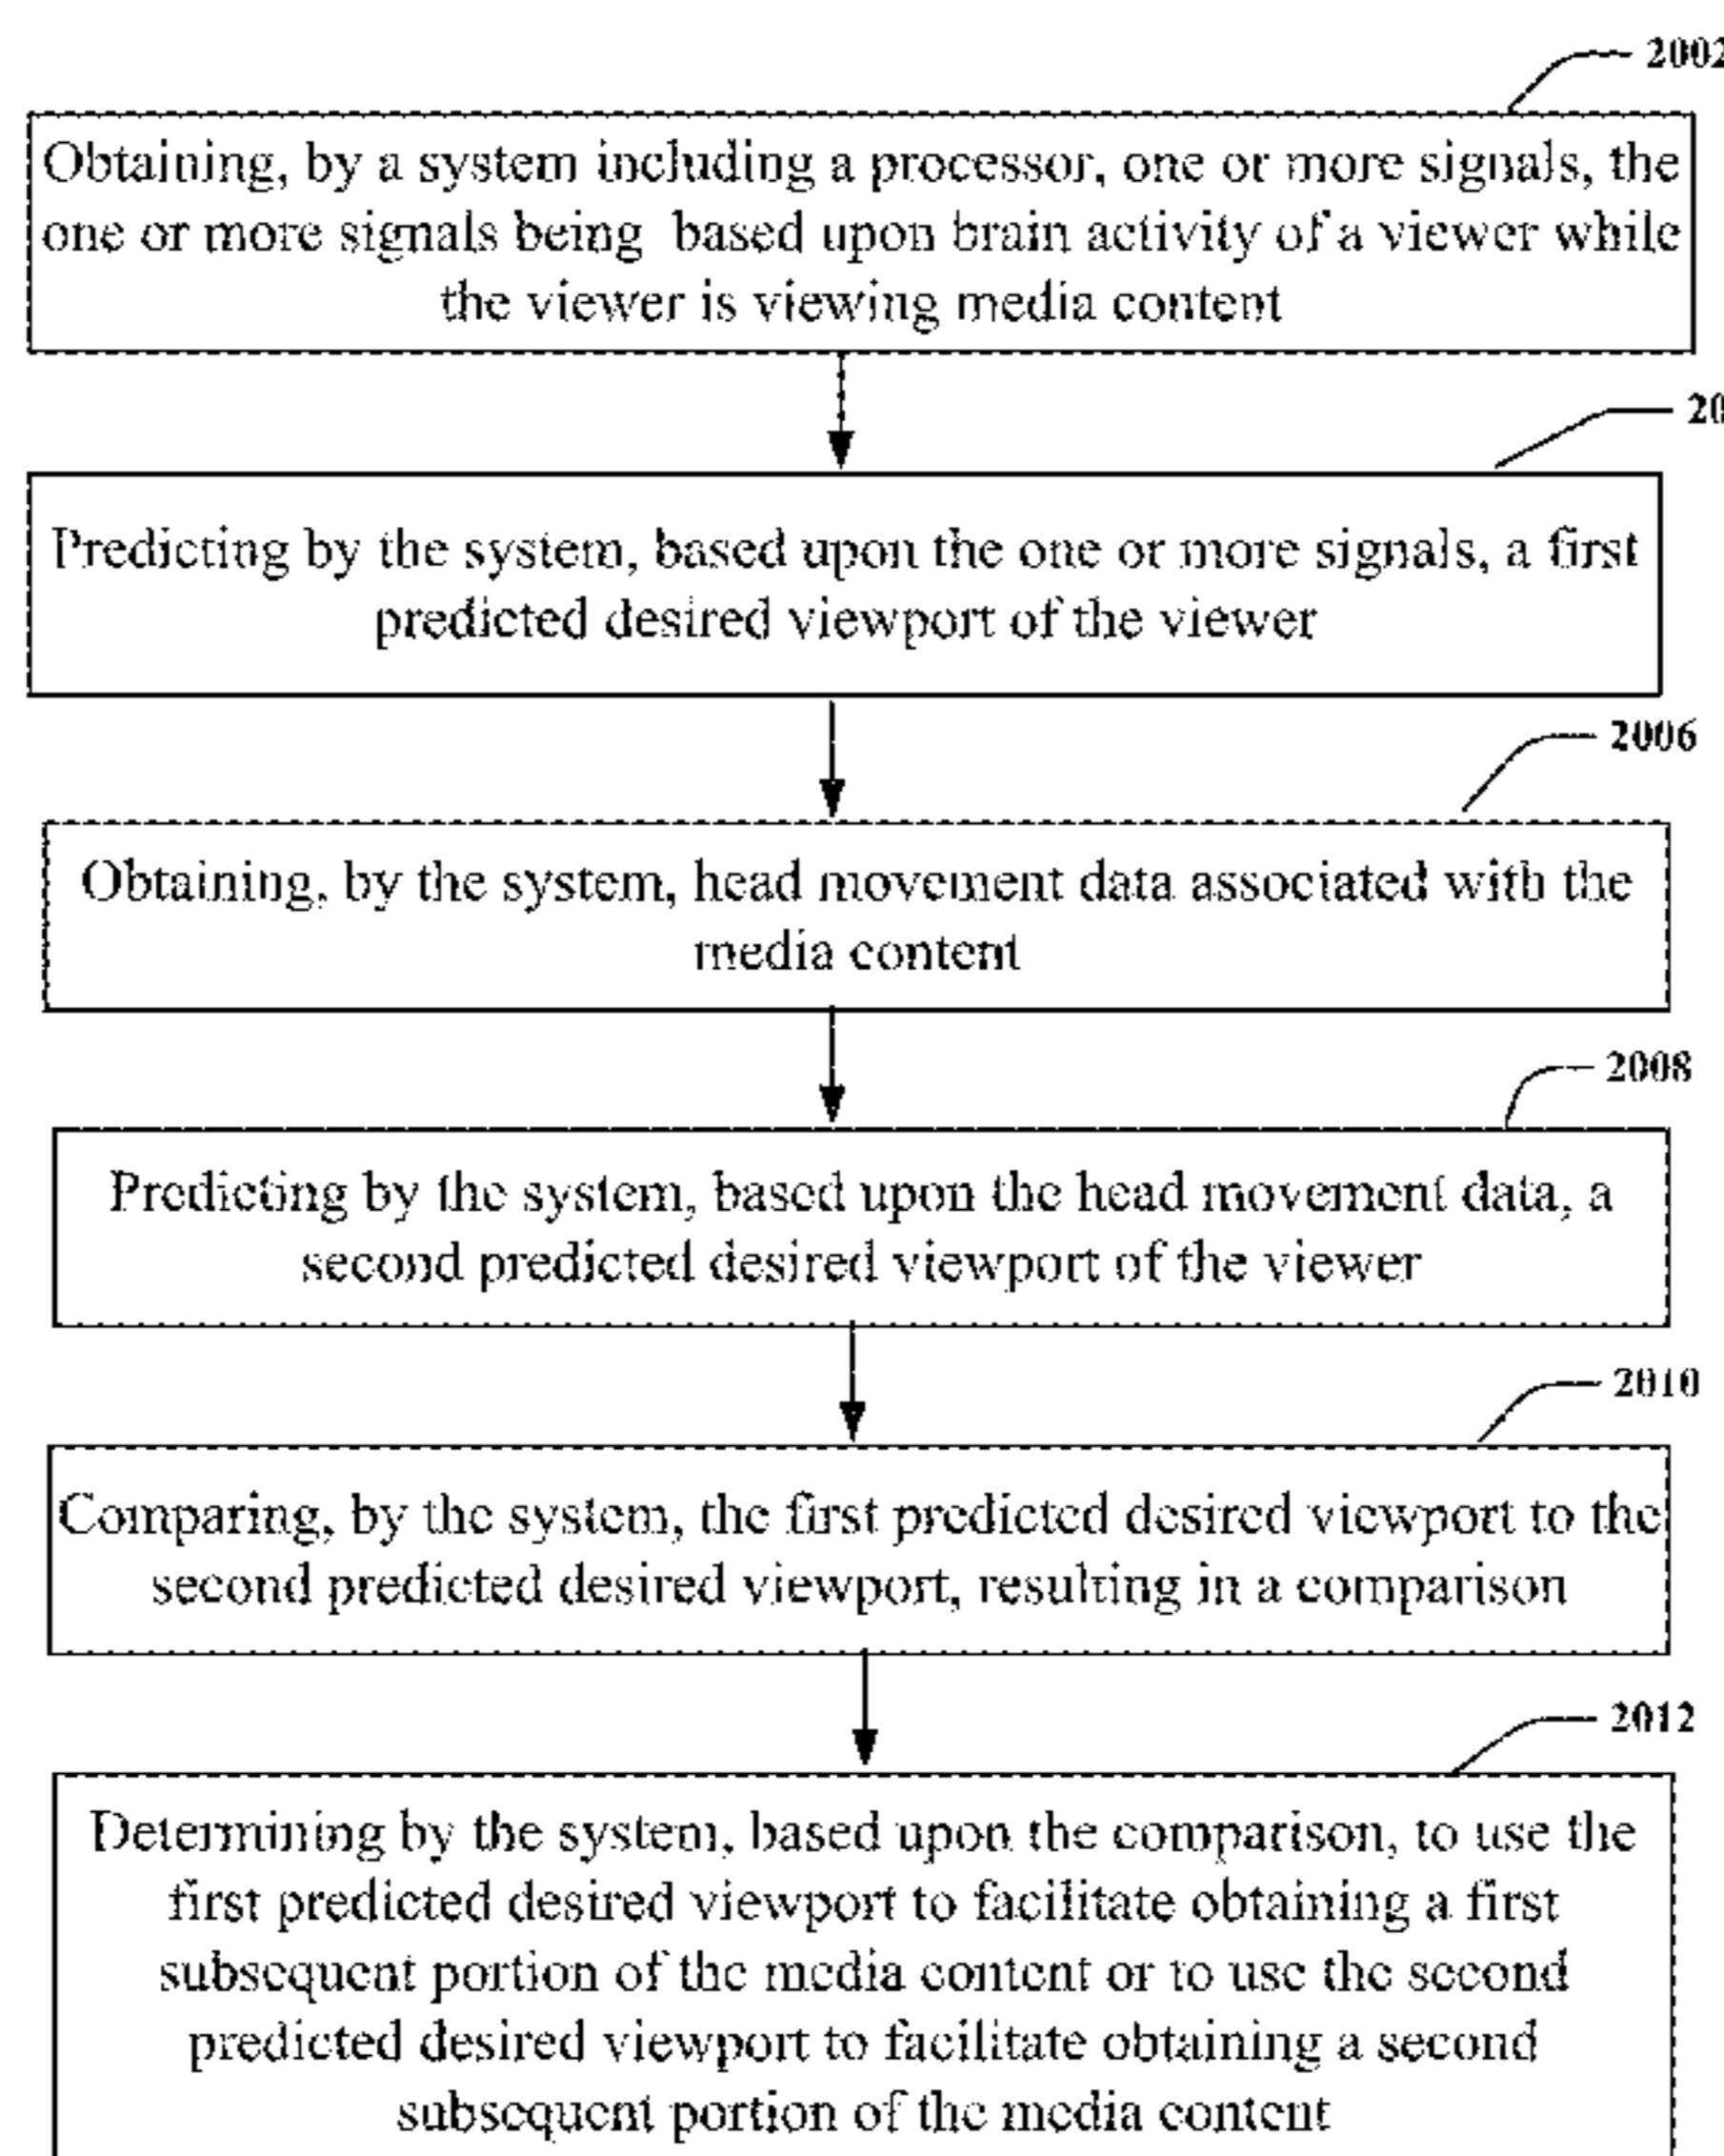 2002
Obtaining, by a system including a processor, one or more signals, the
one or more signals being based upon brain activity of a viewer while
the viewer is viewing media content
20
Predicting by the system, based upon the one or more signals, a first
predicted desired viewport of the viewer
2006
Obtaining, by the system, head movement data associated with the
media content
2008
Predicting by the system, based upon the head movement data, a
second predicted desired viewport of the viewer
2010
Comparing, by the system, the first predicted desired viewport to the
second predicted desired viewport, resulting in a comparison
2012
Determining by the system, based upon the comparison, to use the
first predicted desired viewport to facilitate obtaining a first
subsequent portion of the media content or to use the second
predicted desired viewport to facilitate obtaining a second
subsequent portion of the media content